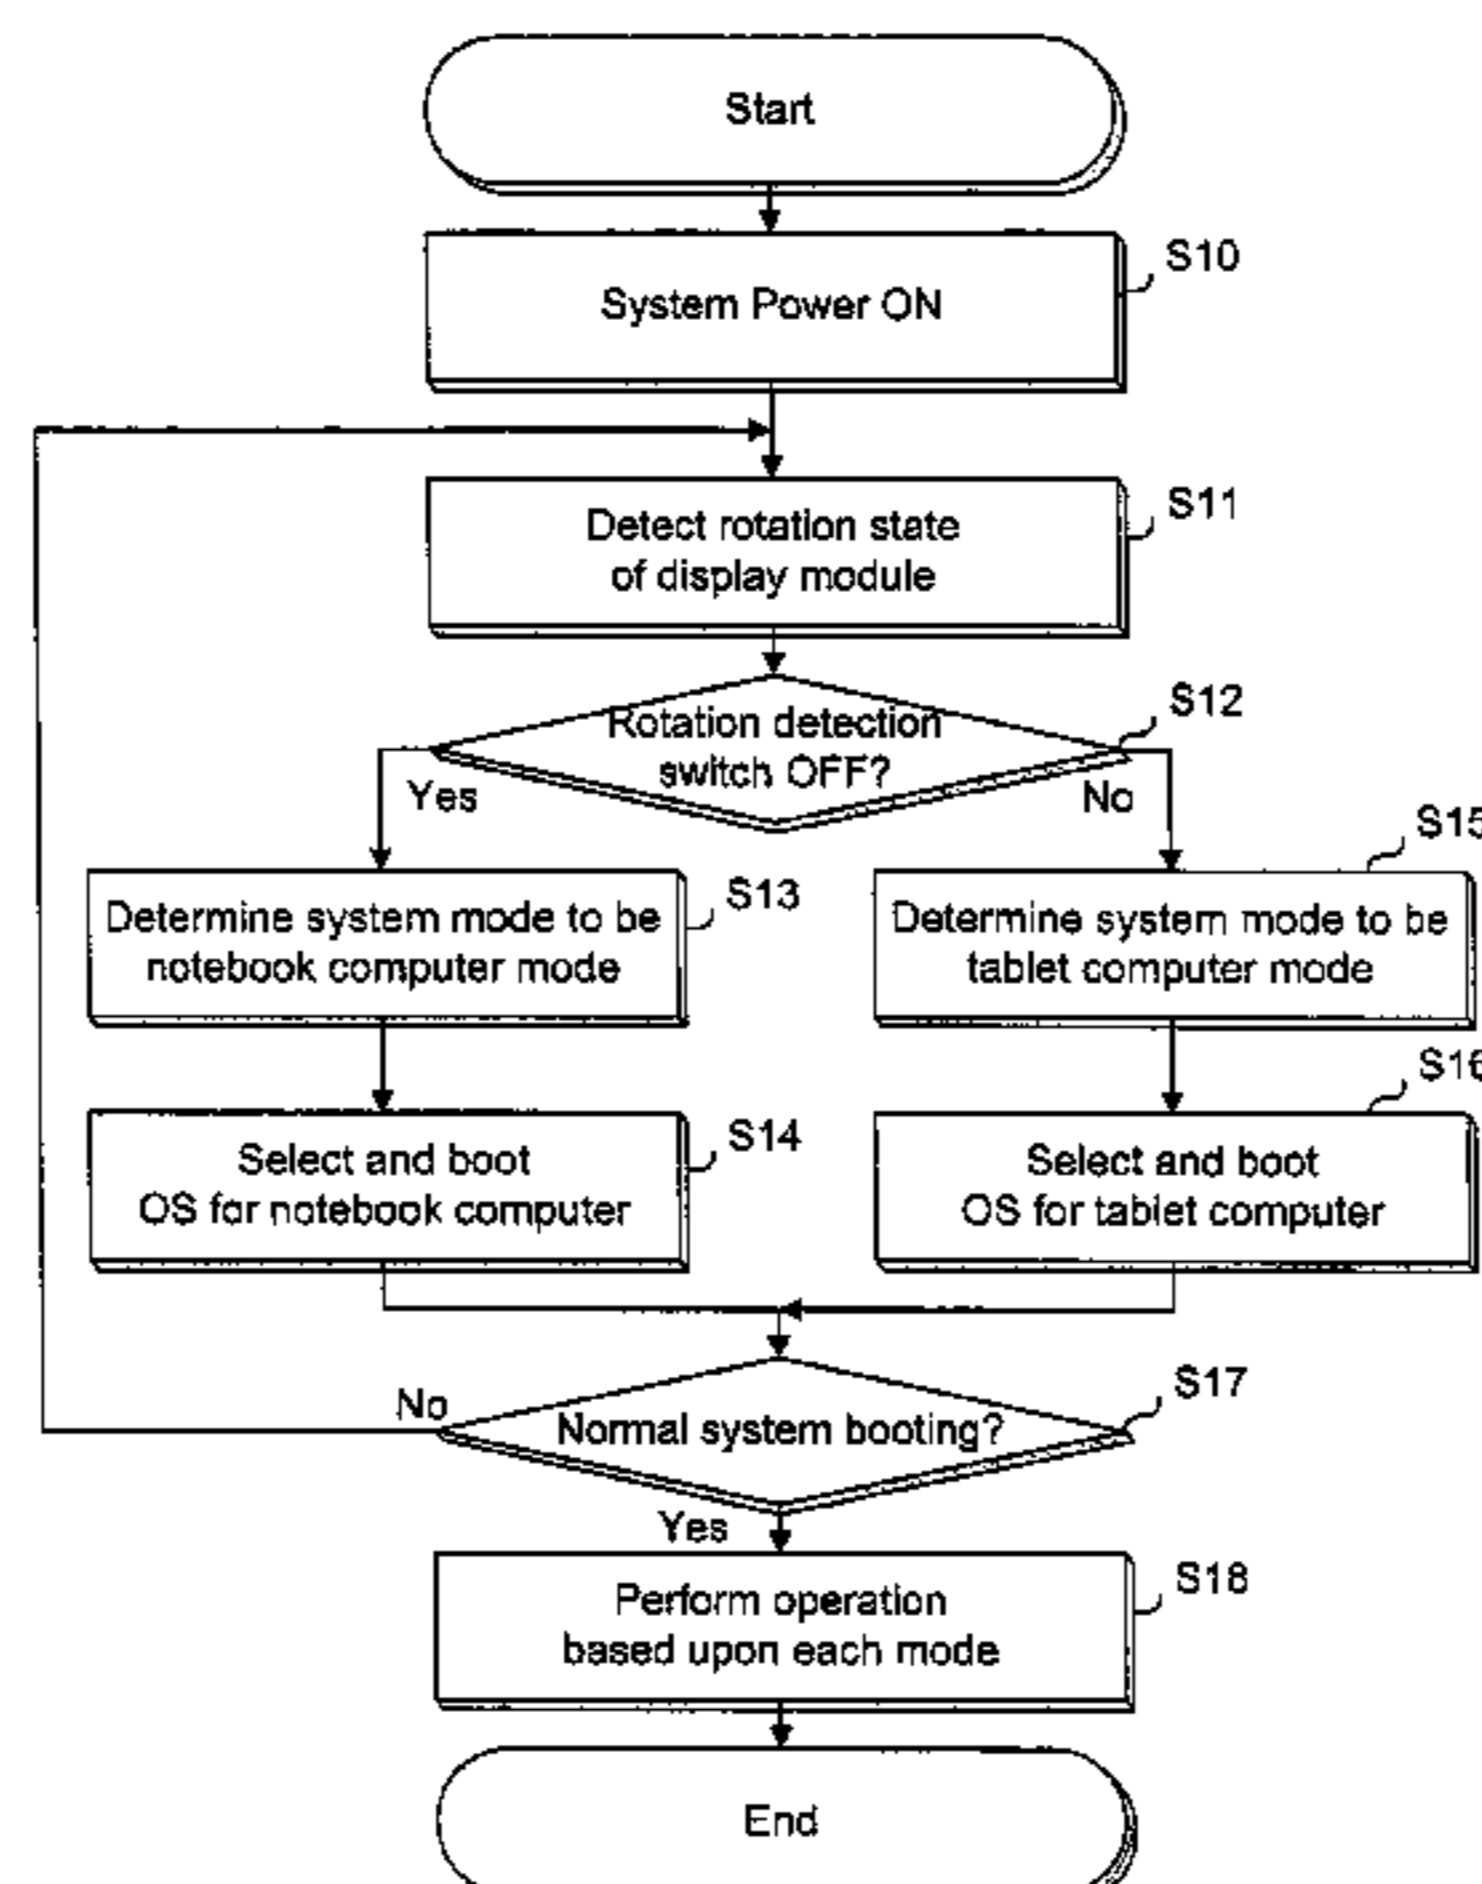 Start
System Power ON
S10
Detect rotation state
of display module
S11
Rotation detection
switch OFF?
S12
Yes
No
Determine system mode to be
notebook computer mode
S13
Determine system mode to be
tablet computer mode
S15
Select and boot
OS for notebook computer
S14
Select and boot
OS for tablet computer
S16
Normal system booting?
S17
No
Yes
Perform operation
based upon each mode
S18
End